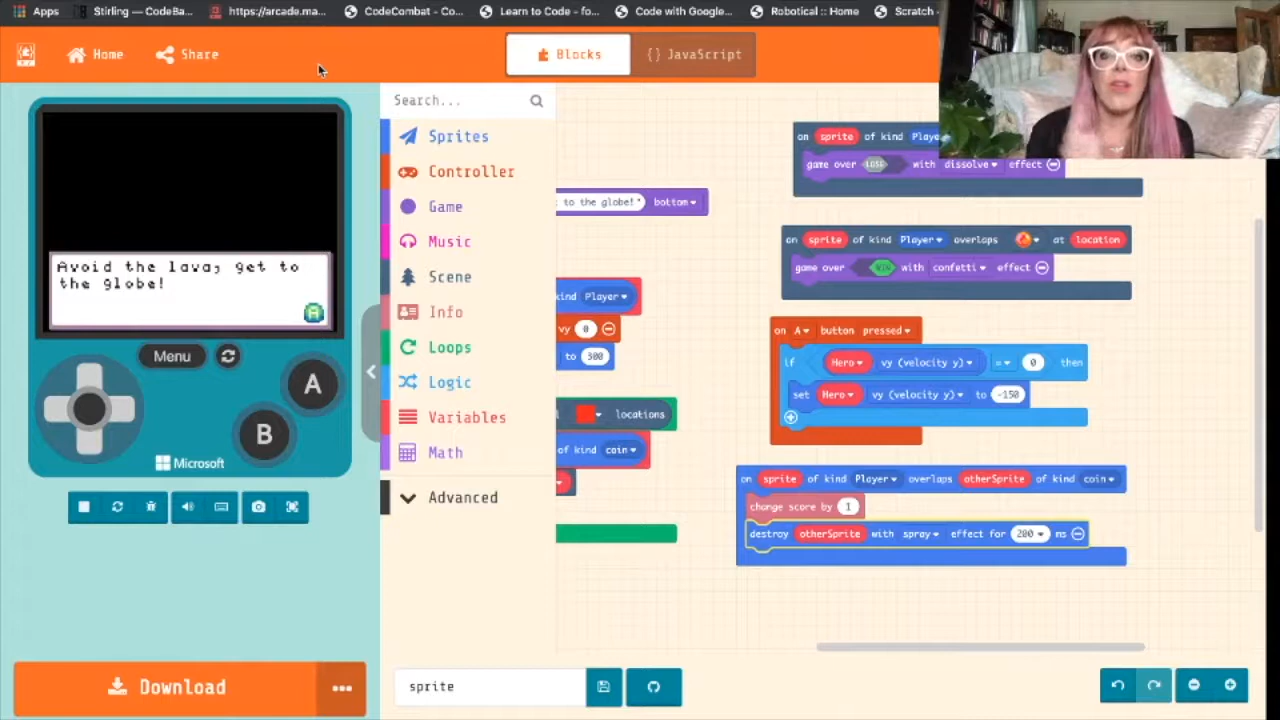 Apps
Stirling — CodeBa...
https://arcade.ma...
CodeCombat - Co...
Learn to Code - fo...
Code with Google...
Robotical :: Home
Scratch -
Home
Share
Blocks
{} JavaScript
Search...
Sprites
Controller
Game
Music
Scene
Info
Loops
Logic
Variables
Math
Advanced
Avoid the lava, get to
the globe!
A
Menu
A
B
Microsoft
Download
to the globe!" bottom
kind Player
vy 0
to 300
locations
of kind coin
on sprite of kind Playe
game over LOSE with dissolve effect
on sprite of kind Player overlaps at location
game over WIN with confetti effect
on A button pressed
if Hero vy (velocity y) = 0 then
set Hero vy (velocity y) to -150
on sprite of kind Player overlaps otherSprite of kind coin
change score by 1
destroy otherSprite with spray effect for 200 ms
sprite